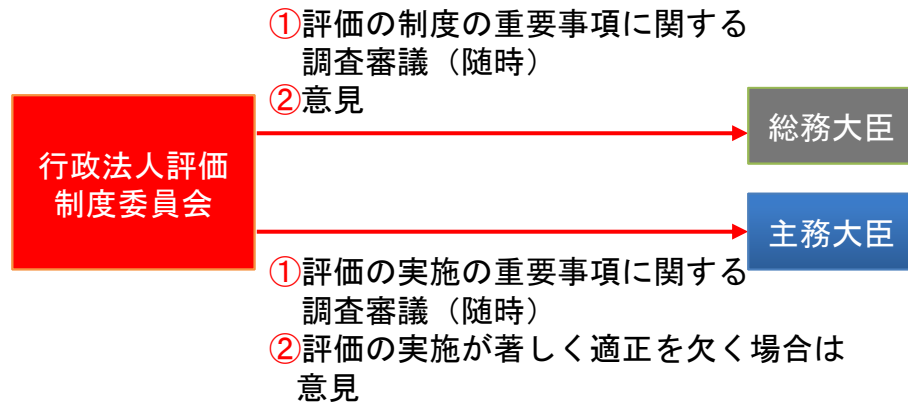 ①評価の制度の重要事項に関する
調査審議（随時）
②意見
行政法人評価
制度委員会
総務大臣
主務大臣
①評価の実施の重要事項に関する
調査審議（随時）
②評価の実施が著しく適正を欠く場合は
意見